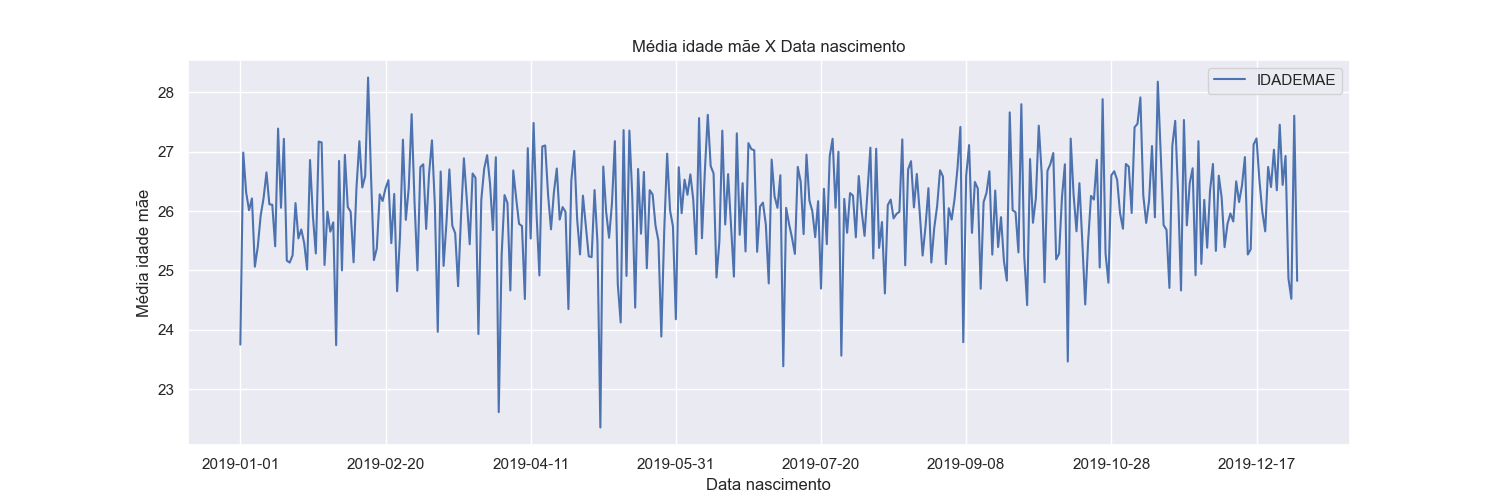 Média idade mãe X Data nascimento
IDADEMAE
Média idade mãe
28
27
26
25
24
23
2019-01-01 2019-02-20 2019-04-11 2019-05-31 2019-07-20 2019-09-08 2019-10-28 2019-12-17
Data nascimento